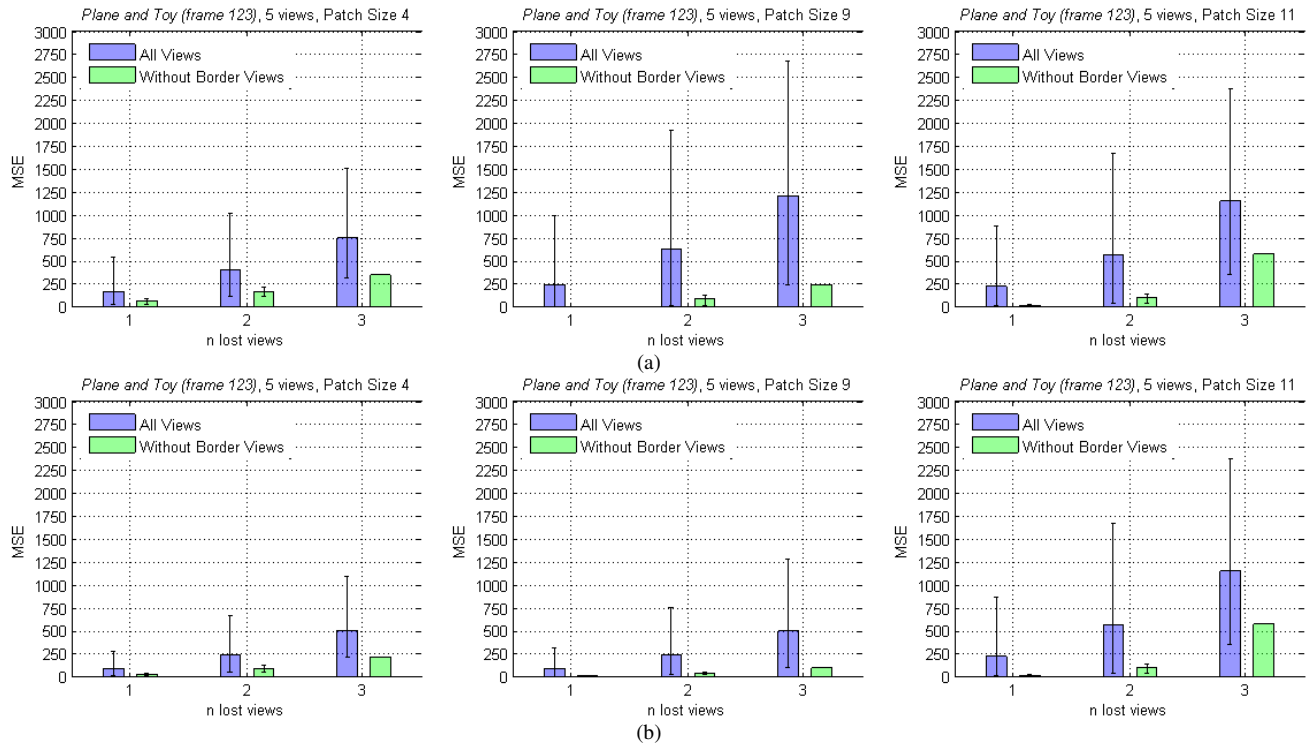 Plane and Toy (frame 123), 5 views, Patch Size 4
3000
2750
2500
2250
2000
1750
1500
1250
1000
750
500
250
0
MSE
All Views
Without Border Views
1 2 3
n lost views
Plane and Toy (frame 123), 5 views, Patch Size 9
3000
2750
2500
2250
2000
1750
1500
1250
1000
750
500
250
0
MSE
All Views
Without Border Views
1 2 3
n lost views
Plane and Toy (frame 123), 5 views, Patch Size 11
3000
2750
2500
2250
2000
1750
1500
1250
1000
750
500
250
0
MSE
All Views
Without Border Views
1 2 3
n lost views
(a)
Plane and Toy (frame 123), 5 views, Patch Size 4
3000
2750
2500
2250
2000
1750
1500
1250
1000
750
500
250
0
MSE
All Views
Without Border Views
1 2 3
n lost views
Plane and Toy (frame 123), 5 views, Patch Size 9
3000
2750
2500
2250
2000
1750
1500
1250
1000
750
500
250
0
MSE
All Views
Without Border Views
1 2 3
n lost views
Plane and Toy (frame 123), 5 views, Patch Size 11
3000
2750
2500
2250
2000
1750
1500
1250
1000
750
500
250
0
MSE
All Views
Without Border Views
1 2 3
n lost views
(b)